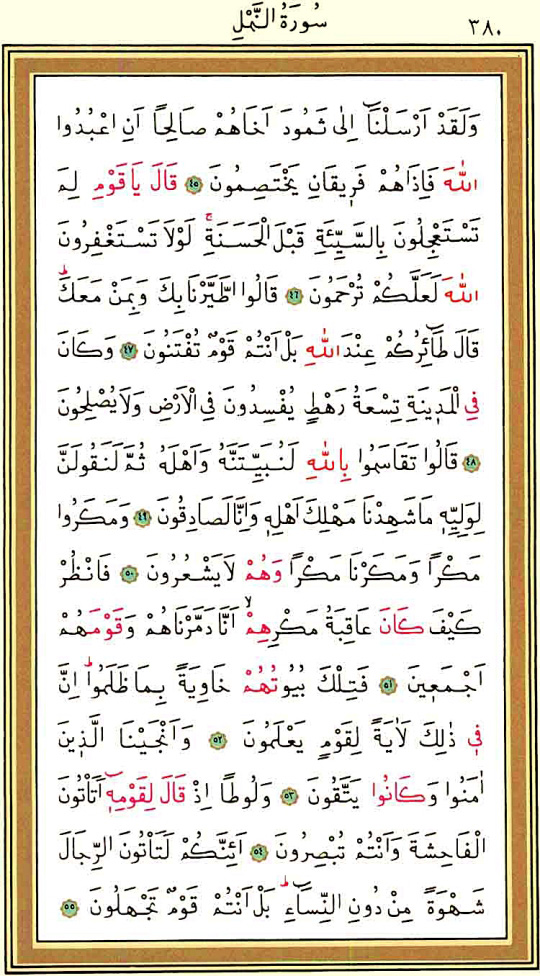 سُورَةُ النَّمْلِ ٣٨٠
وَلَقَدْ اَرْسَلْنَٓا اِلٰى ثَمُودَ اَخَاهُمْ صَالِحًا اَنِ اعْبُدُوا
اللّٰهَ فَاِذَاهُمْ فَرٖيقَانِ يَخْتَصِمُونَ ٤٥ قَالَ يَاقَوْمِ لِمَ
تَسْتَعْجِلُونَ بِالسَّيِّئَةِ قَبْلَ الْحَسَنَةِۚ لَوْلَا تَسْتَغْفِرُونَ
اللّٰهَ لَعَلَّكُمْ تُرْحَمُونَ ٤٦ قَالُوا اطَّيَّرْنَا بِكَ وَبِمَنْ مَعَكَؕ
قَالَ طَٓائِرُكُمْ عِنْدَ اللّٰهِ بَلْ اَنْتُمْ قَوْمٌ تُفْتَنُونَ ٤٧ وَكَانَ
فِي الْمَدٖينَةِ تِسْعَةُ رَهْطٍ يُفْسِدُونَ فِي الْاَرْضِ وَلَا يُصْلِحُونَ
٤٨ قَالُوا تَقَاسَمُوا بِاللّٰهِ لَنُبَيِّتَنَّهُ وَاَهْلَهُ ثُمَّ لَنَقُولَنَّ
لِوَلِيِّهٖ مَا شَهِدْنَا مَهْلِكَ اَهْلِهٖ وَاِنَّا لَصَادِقُونَ ٤٩ وَمَكَرُوا
مَكْرًا وَمَكَرْنَا مَكْرًا وَهُمْ لَا يَشْعُرُونَ ٥٠ فَانْظُرْ
كَيْفَ كَانَ عَاقِبَةُ مَكْرِهِمْۙ اَنَّا دَمَّرْنَاهُمْ وَقَوْمَهُمْ
اَجْمَعٖينَ ٥١ فَتِلْكَ بُيُوتُهُمْ خَاوِيَةً بِمَا ظَلَمُواؕ اِنَّ
فٖي ذٰلِكَ لَاٰيَةً لِقَوْمٍ يَعْلَمُونَ ٥٢ وَاَنْجَيْنَا الَّذٖينَ
اٰمَنُوا وَكَانُوا يَتَّقُونَ ٥٣ وَلُوطًا اِذْ قَالَ لِقَوْمِهٖٓ اَتَأْتُونَ
الْفَاحِشَةَ وَاَنْتُمْ تُبْصِرُونَ ٥٤ اَئِنَّكُمْ لَتَأْتُونَ الرِّجَالَ
شَهْوَةً مِنْ دُونِ النِّسَٓاءِؕ بَلْ اَنْتُمْ قَوْمٌ تَجْهَلُونَ ٥٥